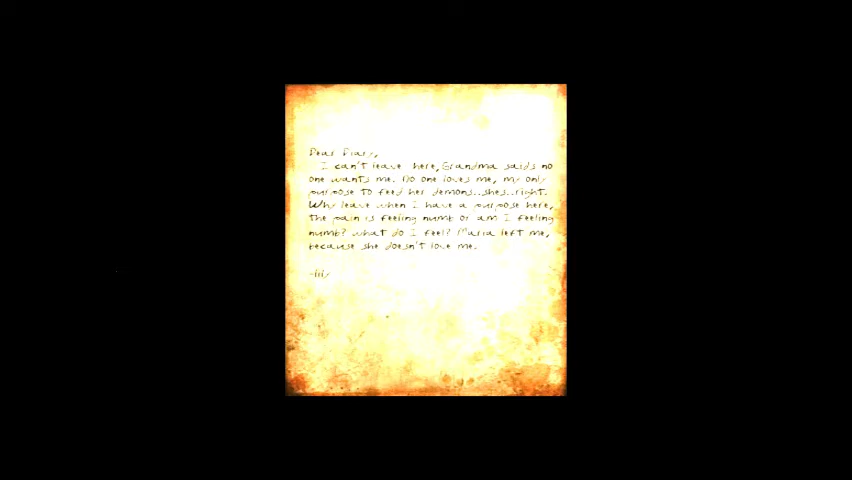 Dear Diary,
I can't leave here, Grandma saids no
one wants me. No one loves me, my only
purpose to feed her demons..shes..right.
Why leave when I have a purpose here,
the pain is feeling numb or am I feeling
numb? what do I feel? Maria left me,
because she doesn't love me.
-lily